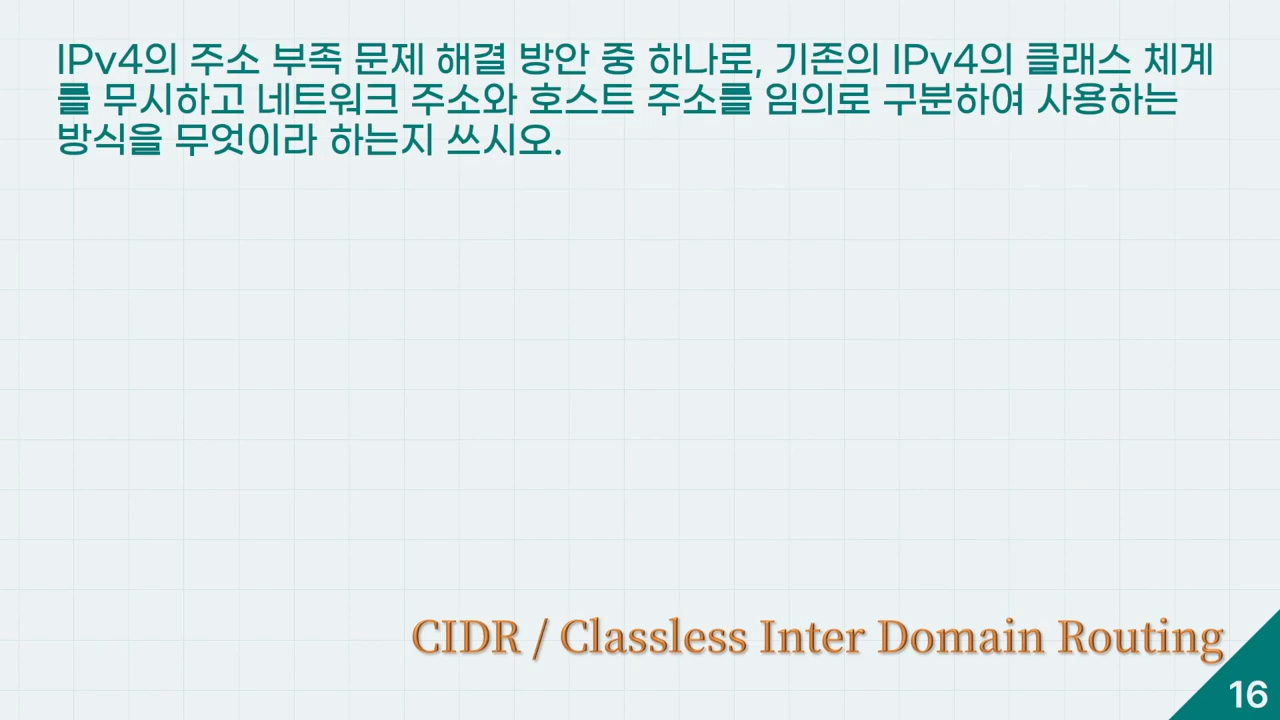 IPv4의 주소 부족 문제 해결 방안 중 하나로, 기존의 IPv4의 클래스 체계
를 무시하고 네트워크 주소와 호스트 주소를 임의로 구분하여 사용하는
방식을 무엇이라 하는지 쓰시오.
CIDR / Classless Inter Domain Routing
16